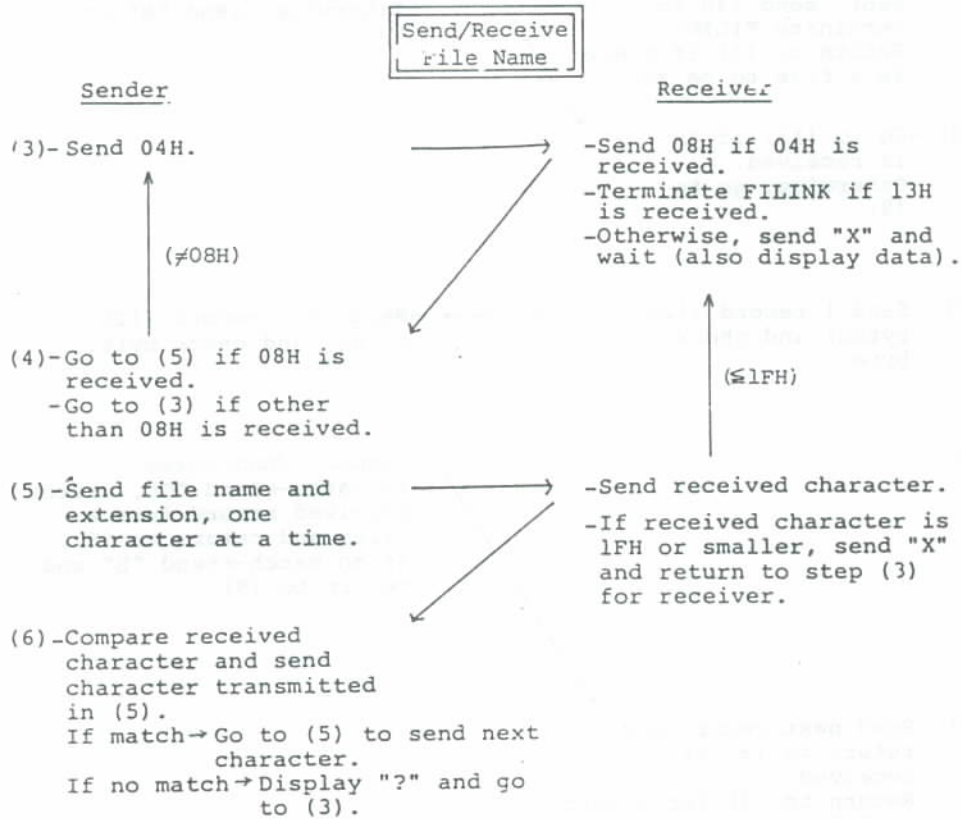 Send/Receive
File Name
Sender
Receiver
(3)- Send 04H.
-Send 08H if 04H is
received.
-Terminate FILINK if 13H
is received.
-Otherwise, send "X" and
wait (also display data).
(≠08H)
(4)-Go to (5) if 08H is
received.
-Go to (3) if other
than 08H is received.
(≦1FH)
(5)-Send file name and
extension, one
character at a time.
-Send received character.
-If received character is
1FH or smaller, send "X"
and return to step (3)
for receiver.
(6)-Compare received
character and send
character transmitted
in (5).
If match→ Go to (5) to send next
character.
If no match→ Display "?" and go
to (3).